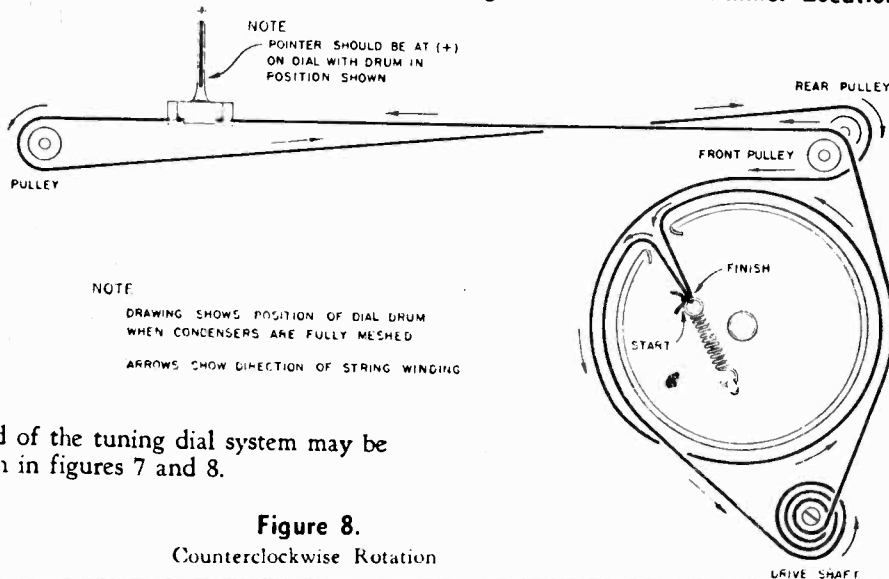 +
NOTE
POINTER SHOULD BE AT (+)
ON DIAL WITH DRUM IN
POSITION SHOWN
REAR PULLEY
FRONT PULLEY
PULLEY
FINISH
START
NOTE
DRAWING SHOWS POSITION OF DIAL DRUM
WHEN CONDENSERS ARE FULLY MESHED
ARROWS SHOW DIRECTION OF STRING WINDING
d of the tuning dial system may be
in figures 7 and 8.
Figure 8.
Counterclockwise Rotation
DRIVE SHAFT